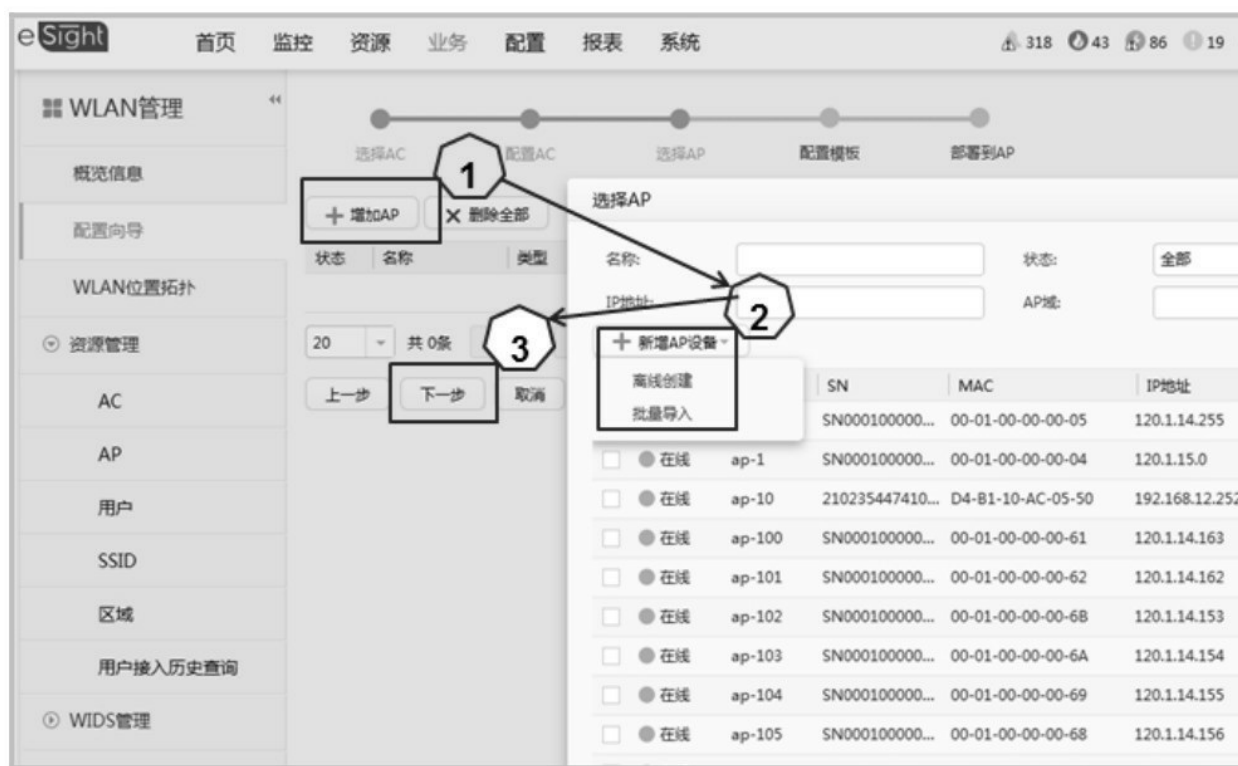 eSight 首页 监控 资源 业务 配置 报表 系统 318 43 86 19
WLAN管理
概览信息
配置向导
WLAN位置拓扑
资源管理
AC
AP
用户
SSID
区域
用户接入历史查询
WIDS管理
选择AC 配置AC 选择AP 配置模板 部署到AP
1
增加AP 删除全部
状态 名称 类型
20 共 0条
3
上一步 下一步 取消
选择AP
名称: 状态: 全部
IP地址: AP域:
2
新增AP设备
离线创建
批量导入
SN MAC IP地址
SN000100000... 00-01-00-00-00-05 120.1.14.255
在线 ap-1 SN000100000... 00-01-00-00-00-04 120.1.15.0
在线 ap-10 210235447410... D4-B1-10-AC-05-50 192.168.12.252
在线 ap-100 SN000100000... 00-01-00-00-00-61 120.1.14.163
在线 ap-101 SN000100000... 00-01-00-00-00-62 120.1.14.162
在线 ap-102 SN000100000... 00-01-00-00-00-6B 120.1.14.153
在线 ap-103 SN000100000... 00-01-00-00-00-6A 120.1.14.154
在线 ap-104 SN000100000... 00-01-00-00-00-69 120.1.14.155
在线 ap-105 SN000100000... 00-01-00-00-00-68 120.1.14.156